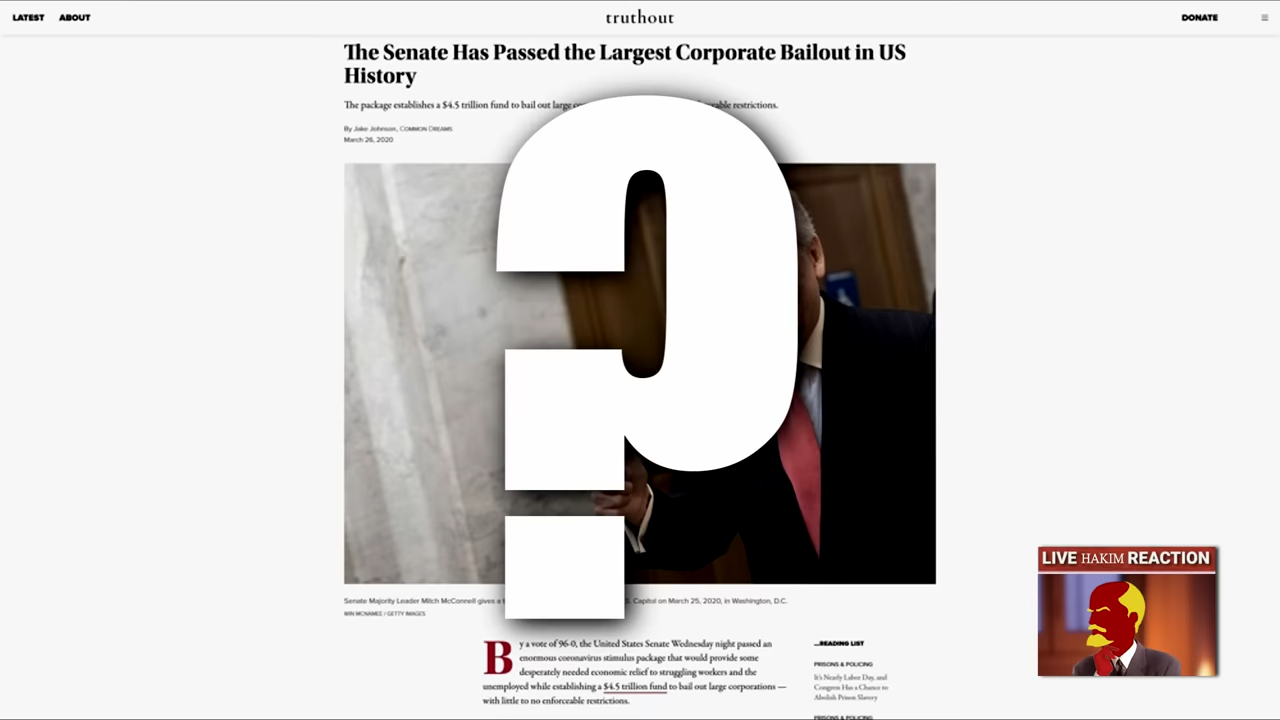 LATEST ABOUT truthout DONATE
The Senate Has Passed the Largest Corporate Bailout in US
History
The package establishes a $4.5 trillion fund to bail out large restrictions.
By Jake Johnson, COMMON DREAMS
March 26, 2020
?
Senate Majority Leader Mitch McConnell gives a Capitol on March 25, 2020, in Washington, D.C.
WIN MCNAMEE / GETTY IMAGES
By a vote of 96-0, the United States Senate Wednesday night passed an
enormous coronavirus stimulus package that would provide some
desperately needed economic relief to struggling workers and the
unemployed while establishing a $4.5 trillion fund to bail out large corporations —
with little to no enforceable restrictions.
...READING LIST
PRISONS & POLICING
It's Nearly Labor Day, and
Congress Has a Chance to
Abolish Prison Slavery
PRISONS & POLICING
LIVE HAKIM REACTION